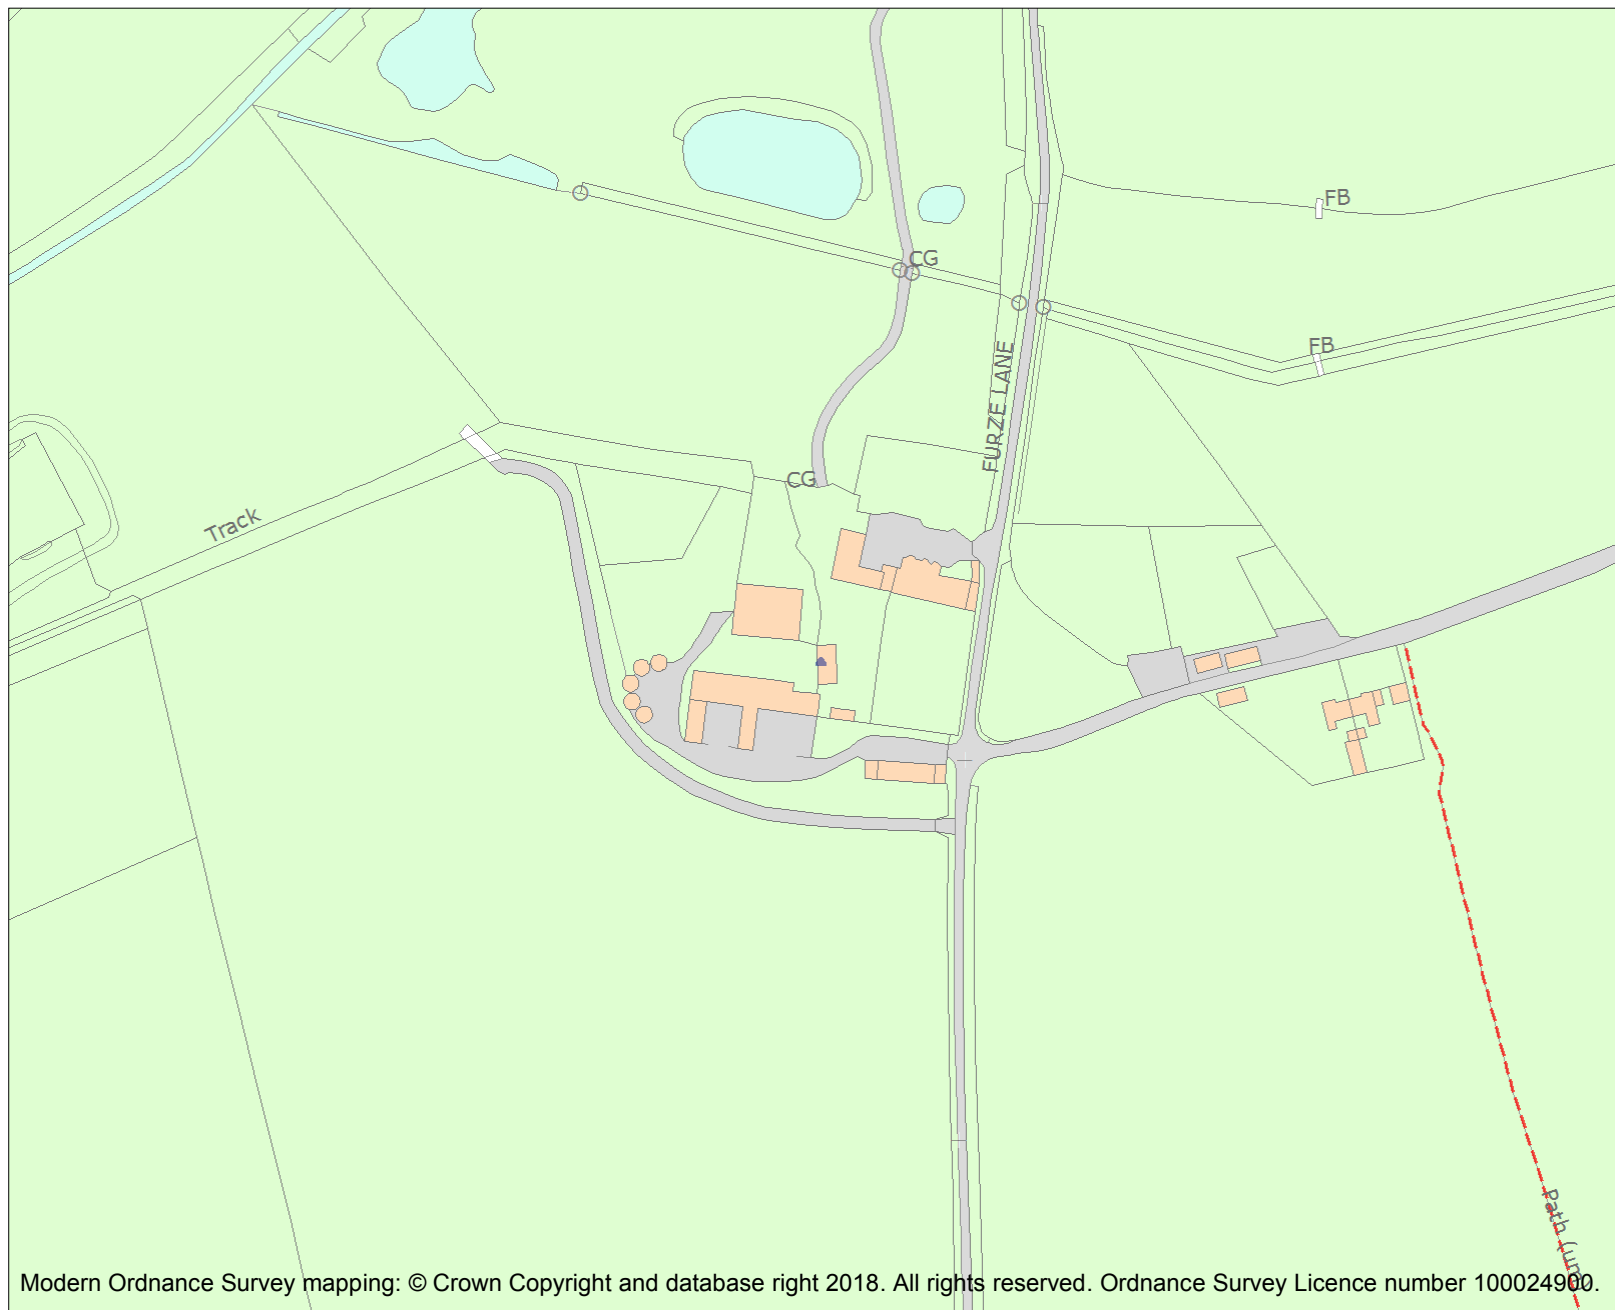 FB
CG
FB
FURZE LANE
CG
Track
Path (um)
Modern Ordnance Survey mapping: © Crown Copyright and database right 2018. All rights reserved. Ordnance Survey Licence number 100024900.